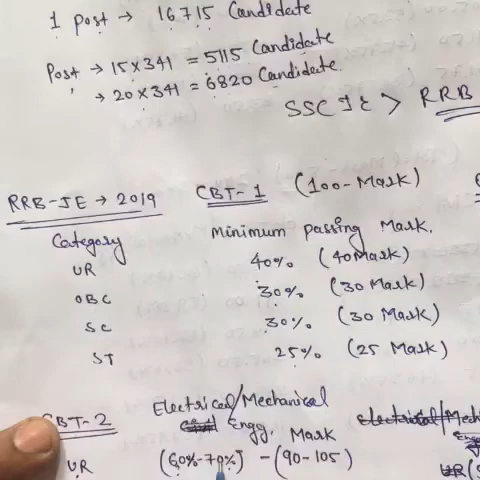 1 Post → 16.715 Candidate
Post → 15×341 = 5115 Candidate
→ 20×341 = 6820 Candidate
SSC JE > RRB
RRB-JE → 2019 CBT-1 (100-Mark)
Category Minimum passing Mark.
UR 40% (40 Mark)
OBC 30% (30 Mark)
SC 30% (30 Mark)
ST 25% (25 Mark)
CBT-2 Electrical/Mechanical
Engg. Mark
UR (60%-70%) - (90-105)